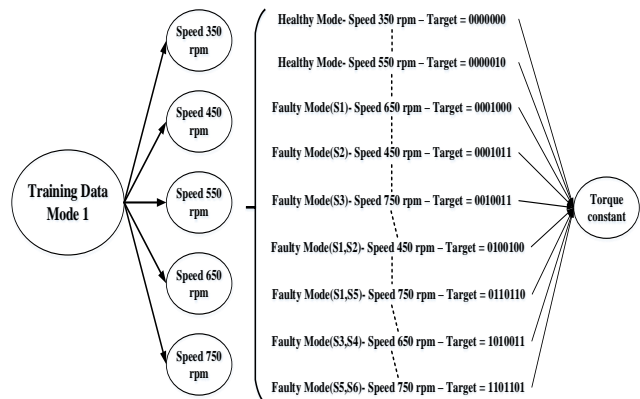 Training Data
Mode 1
Speed 350
rpm
Speed 450
rpm
Speed 550
rpm
Speed 650
rpm
Speed 750
rpm
Healthy Mode- Speed 350 rpm – Target = 0000000
Healthy Mode- Speed 550 rpm – Target = 0000010
Faulty Mode(S1)- Speed 650 rpm – Target = 0001000
Faulty Mode(S2)- Speed 450 rpm – Target = 0001011
Faulty Mode(S3)- Speed 750 rpm – Target = 0010011
Faulty Mode(S1,S2)- Speed 450 rpm – Target = 0100100
Faulty Mode(S1,S5)- Speed 750 rpm – Target = 0110110
Faulty Mode(S3,S4)- Speed 650 rpm – Target = 1010011
Faulty Mode(S5,S6)- Speed 750 rpm – Target = 1101101
Torque
constant